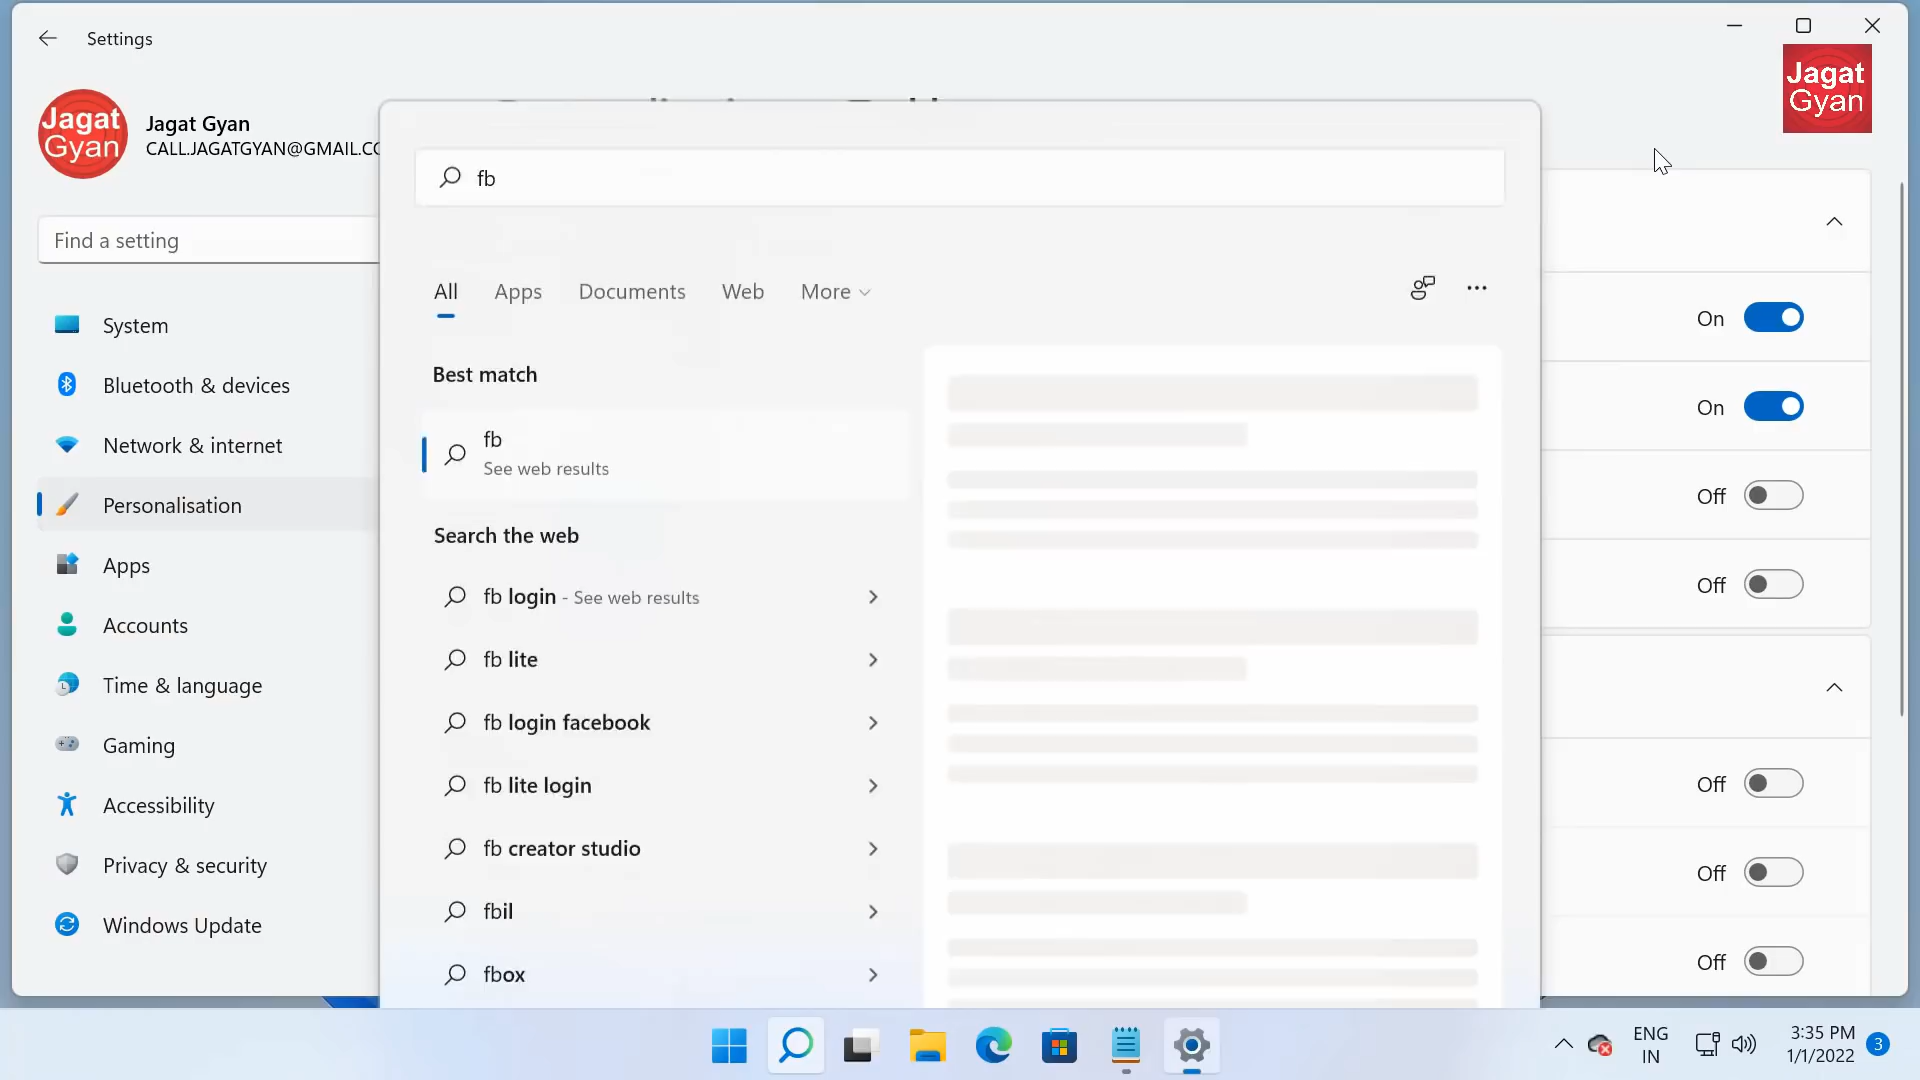 Settings
Jagat
Gyan
Jagat
Gyan
Jagat Gyan
CALL.JAGATGYAN@GMAIL.CO
fb
Find a setting
All Apps Documents Web More
System
Bluetooth & devices
Network & internet
Personalisation
Apps
Accounts
Time & language
Gaming
Accessibility
Privacy & security
Windows Update
Best match
fb
See web results
Search the web
fb login - See web results
fb lite
fb login facebook
fb lite login
fb creator studio
fbil
fbox
On
On
Off
Off
Off
Off
Off
ENG
IN
3:35 PM
1/1/2022
3